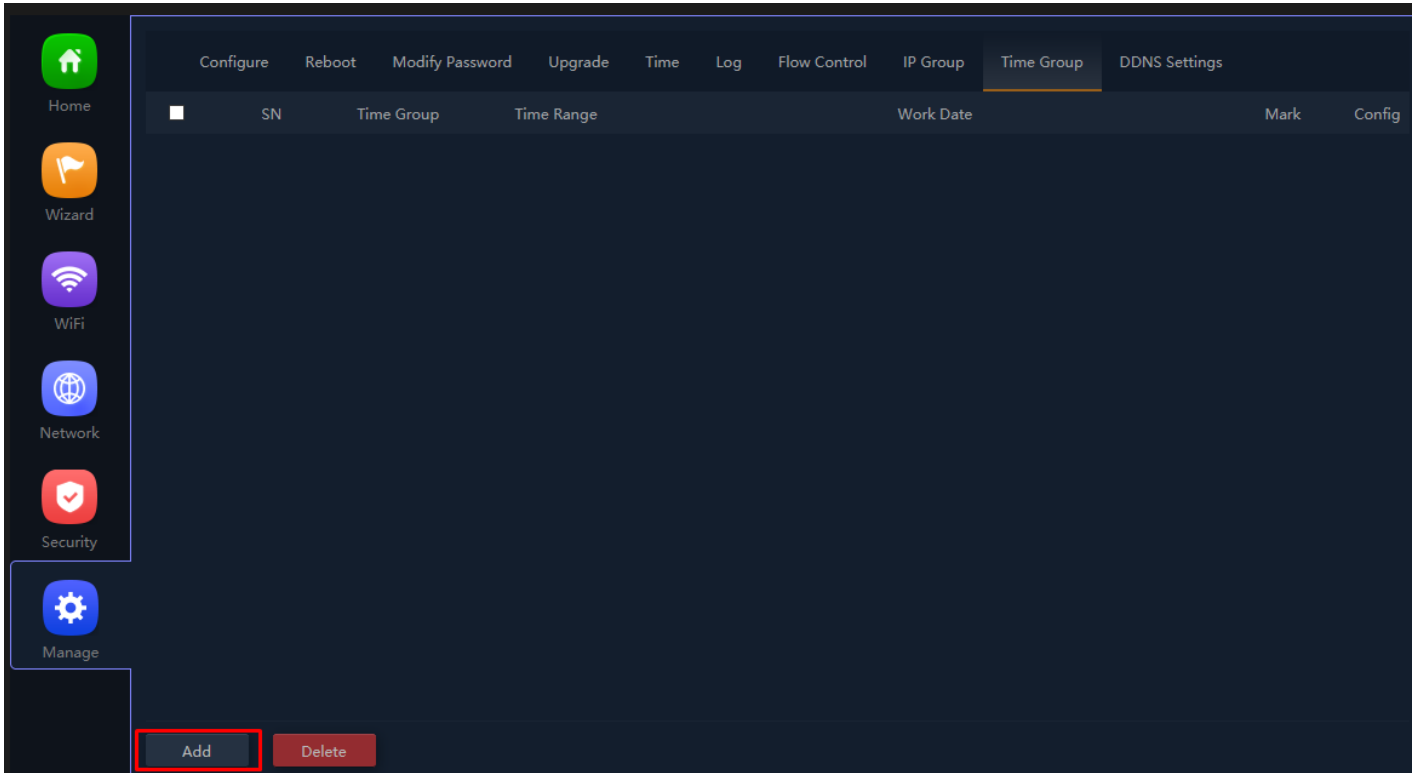 Configure Reboot Modify Password Upgrade Time Log Flow Control IP Group Time Group DDNS Settings
SN Time Group Time Range Work Date Mark Config
Home
Wizard
WiFi
Network
Security
Manage
Add Delete